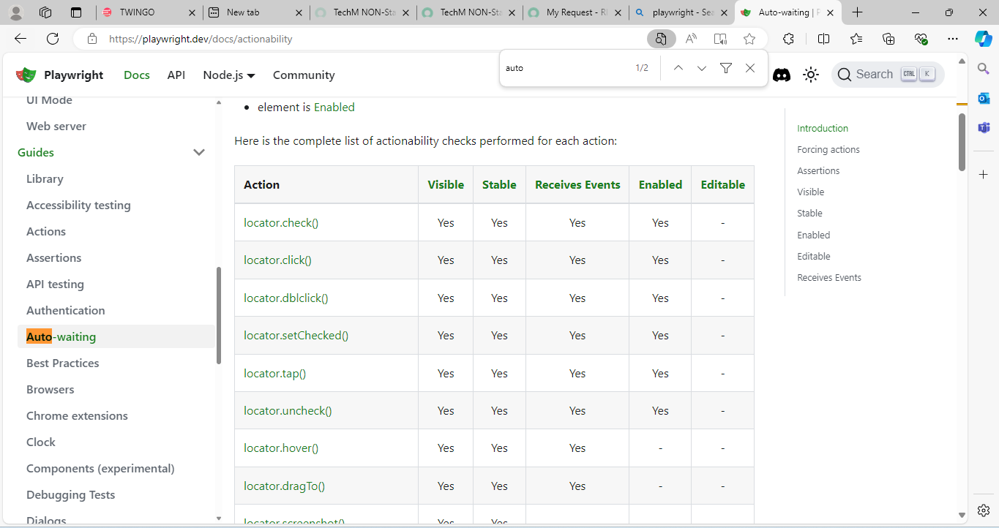 TWINGO
New tab
TechM NON-Sta
TechM NON-Sta
My Request - R
playwright - Sea
Auto-waiting | P
https://playwright.dev/docs/actionability
auto
1/2
Playwright
Docs
API
Node.js
Community
Search
CTRL
K
UI Mode
Web server
Guides
Library
Accessibility testing
Actions
Assertions
API testing
Authentication
Auto-waiting
Best Practices
Browsers
Chrome extensions
Clock
Components (experimental)
Debugging Tests
Dialogs
element is Enabled
Here is the complete list of actionability checks performed for each action:
Action Visible Stable Receives Events Enabled Editable
locator.check() Yes Yes Yes Yes -
locator.click() Yes Yes Yes Yes -
locator.dblclick() Yes Yes Yes Yes -
locator.setChecked() Yes Yes Yes Yes -
locator.tap() Yes Yes Yes Yes -
locator.uncheck() Yes Yes Yes Yes -
locator.hover() Yes Yes Yes - -
locator.dragTo() Yes Yes Yes - -
locator.screenshot() Yes Yes
Introduction
Forcing actions
Assertions
Visible
Stable
Enabled
Editable
Receives Events